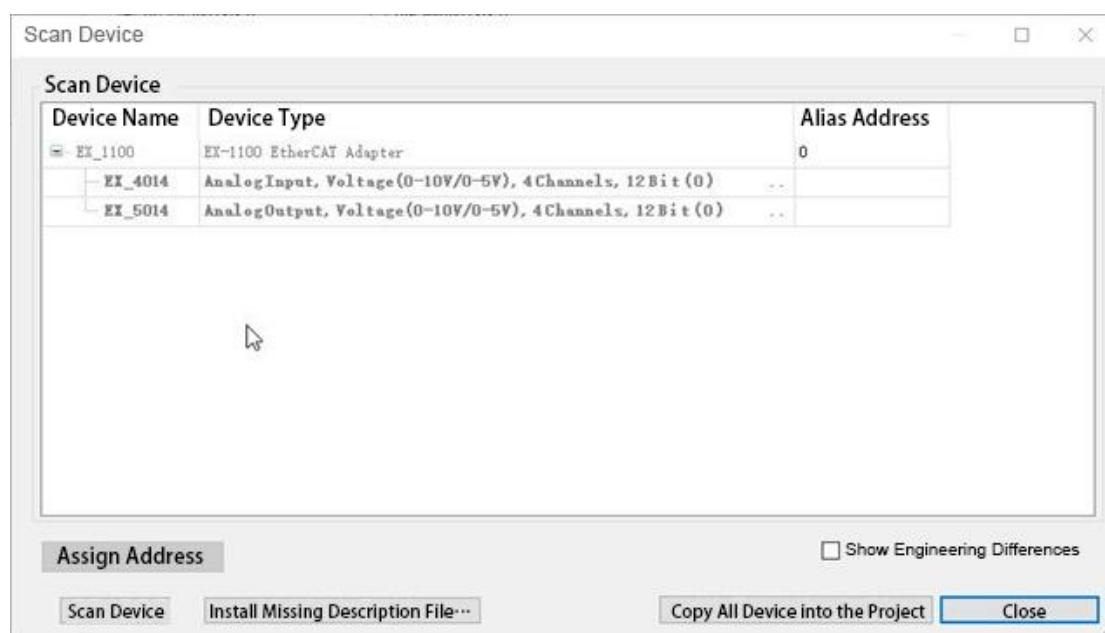 Scan Device
Scan Device
Device Name Device Type Alias Address
EX_1100 EX-1100 EtherCAT Adapter 0
EX_4014 AnalogInput, Voltage(0-10V/0-5V), 4Channels, 12Bit(0) ..
EX_5014 AnalogOutput, Voltage(0-10V/0-5V), 4Channels, 12Bit(0) ..
Assign Address Show Engineering Differences
Scan Device Install Missing Description File··· Copy All Device into the Project Close